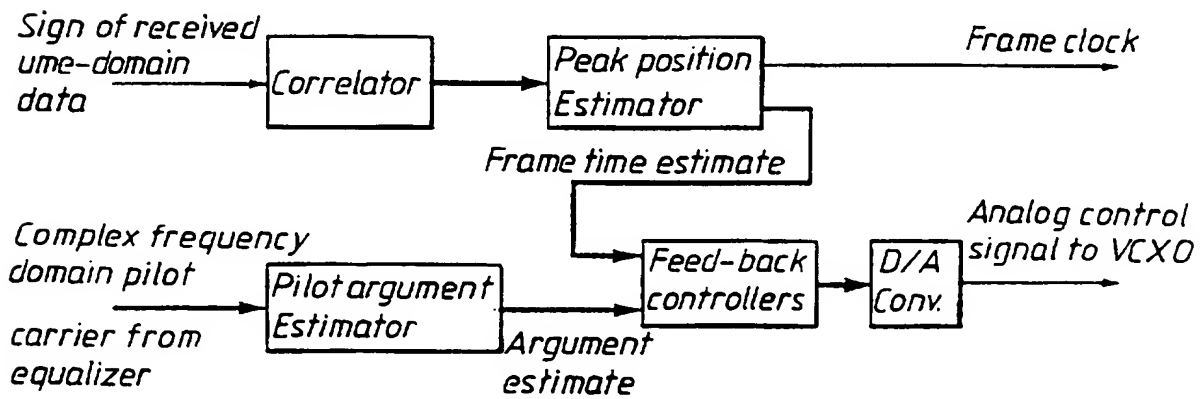 Sign of received
ume-domain
data
Correlator
Peak position
Estimator
Frame clock
Frame time estimate
Complex frequency
domain pilot
carrier from
equalizer
Pilot argument
Estimator
Argument
estimate
Feed-back
controllers
D/A
Conv.
Analog control
signal to VCXO